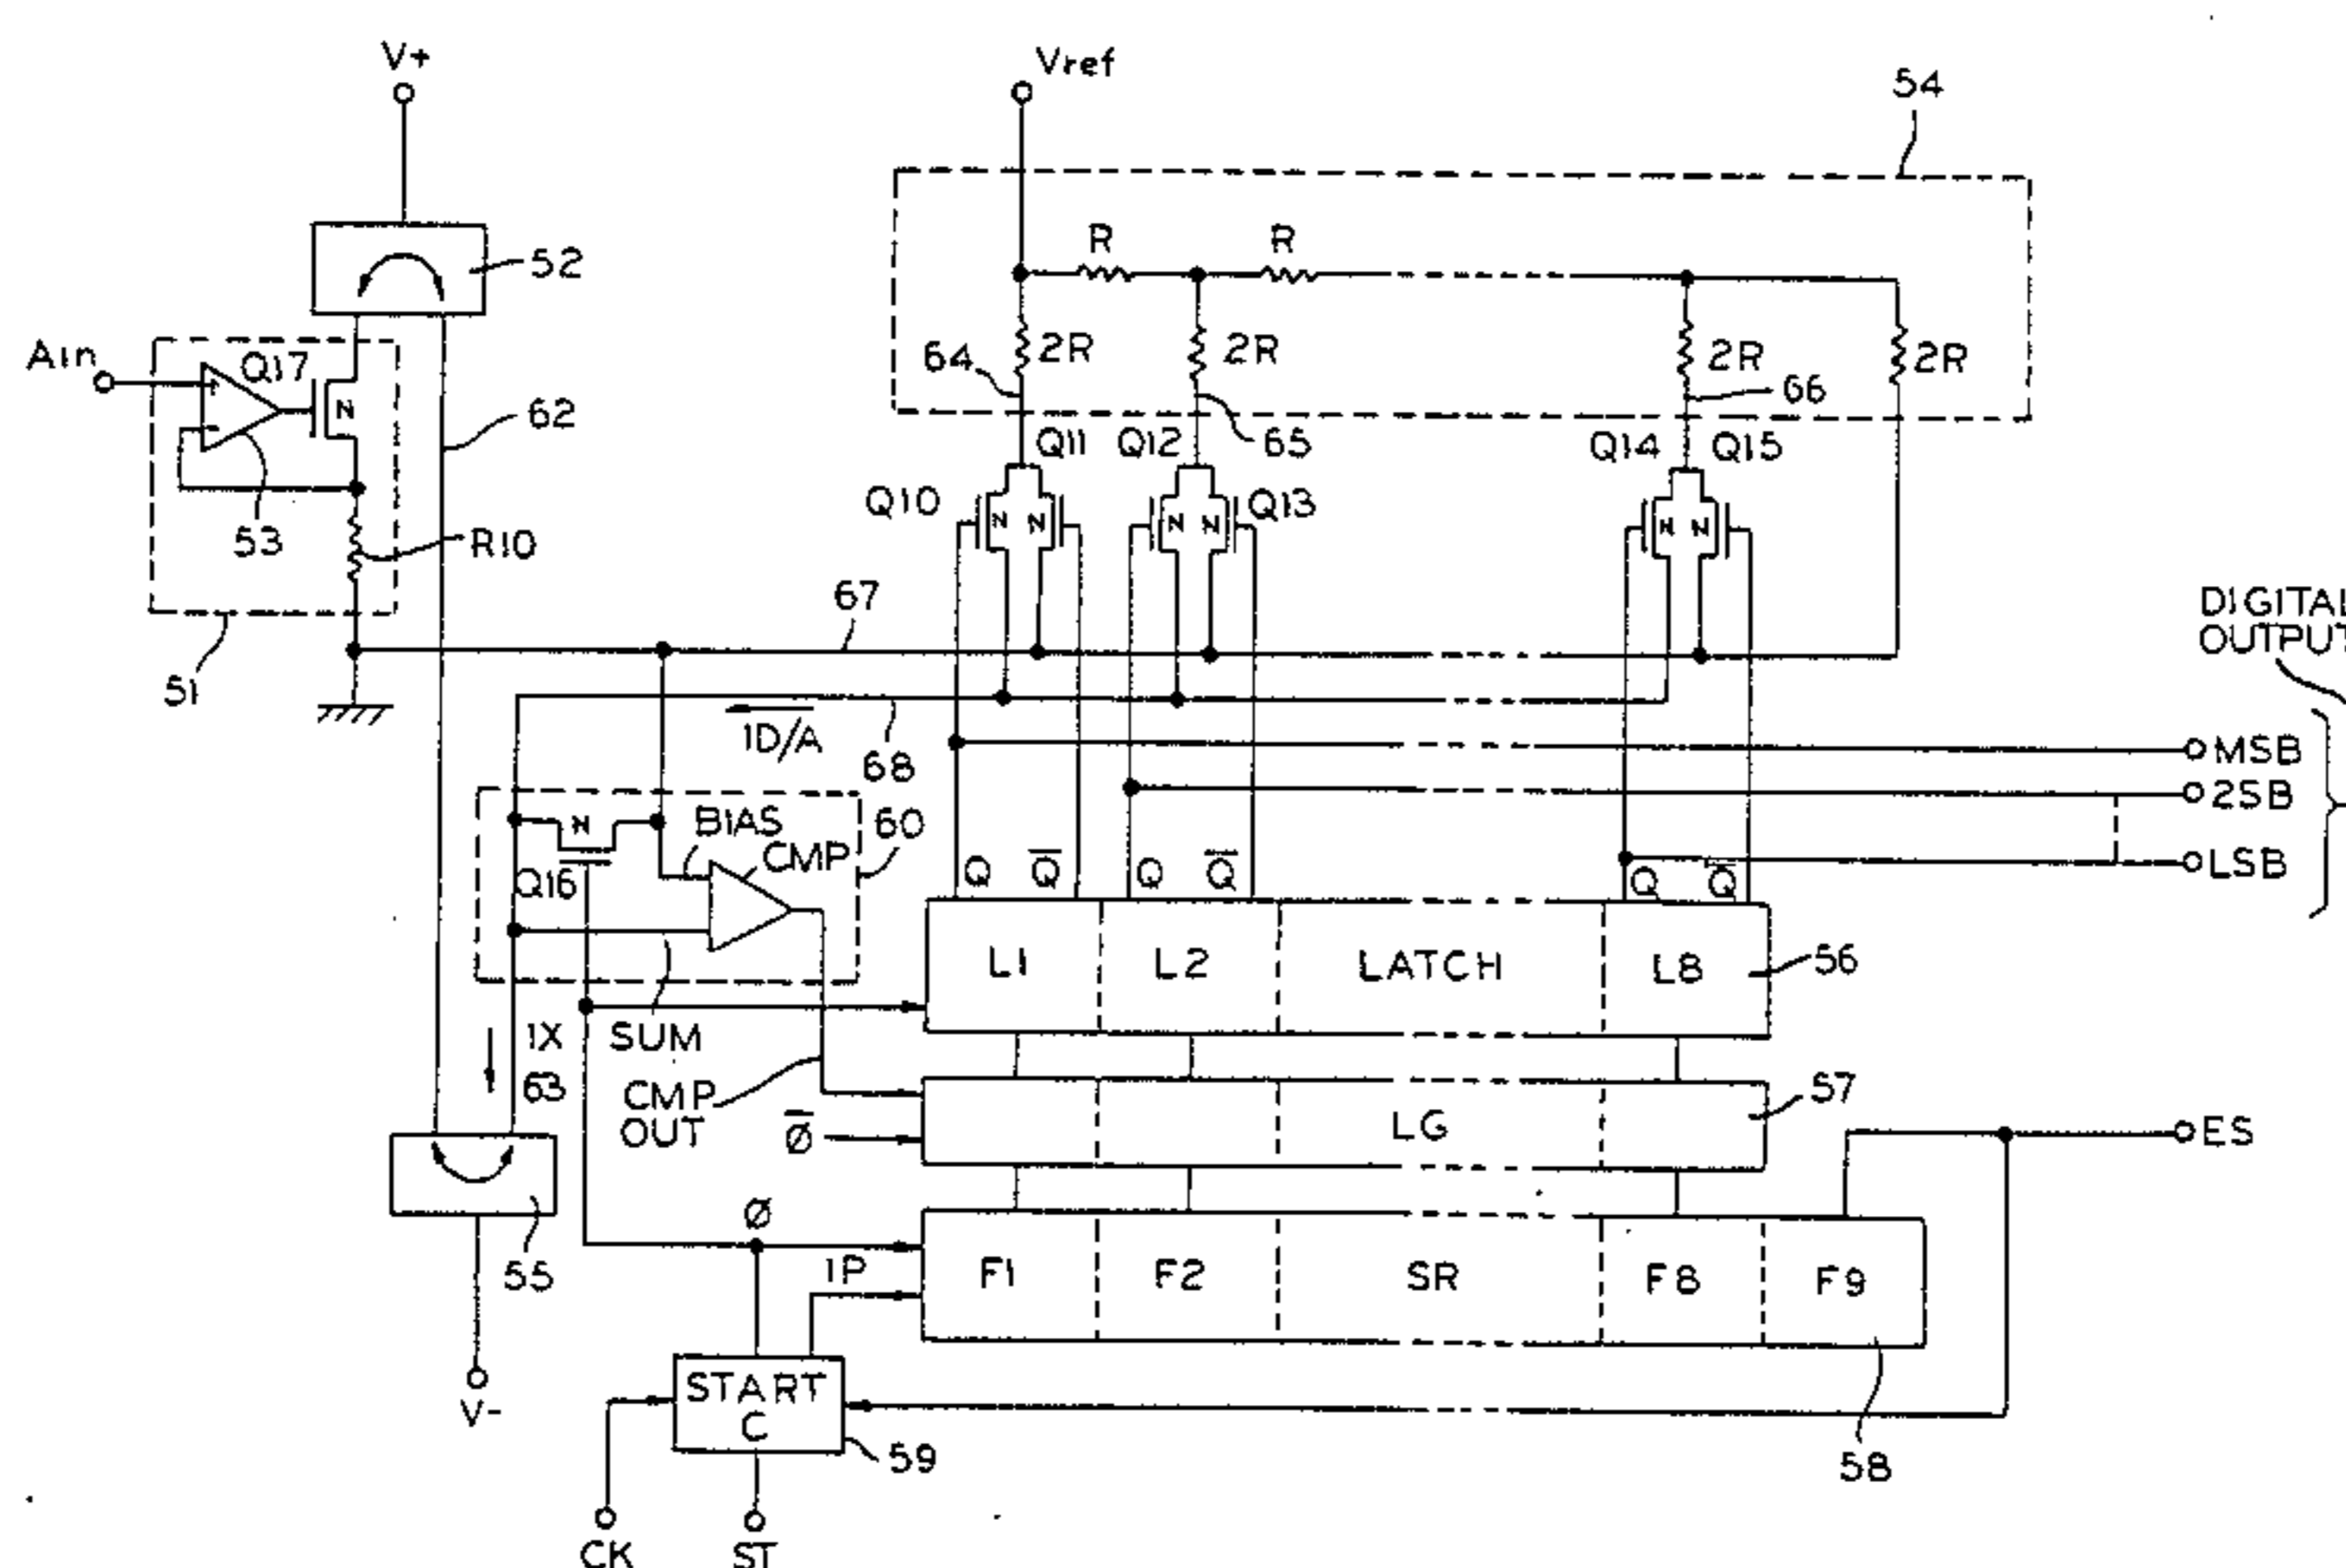 V+
Vref
54
52
R
R
Ain
Q17
2R
2R
2R
2R
64
62
66
65
Q11
Q12
Q14
Q15
Q10
Q13
N
N
N
N
N
N
N
53
R10
67
DIGITAL
OUTPUT
51
ID/A
68
MSB
2SB
LSB
BIAS
60
N
CMP
Q16
Q
Q̅
Q
Q̅
Q
Q̅
L1
L2
LATCH
L8
56
IX
SUM
63
CMP
OUT
57
Ø̅
LG
ES
Ø
55
IP
F1
F2
SR
F8
F9
START
C
V-
59
58
CK
ST